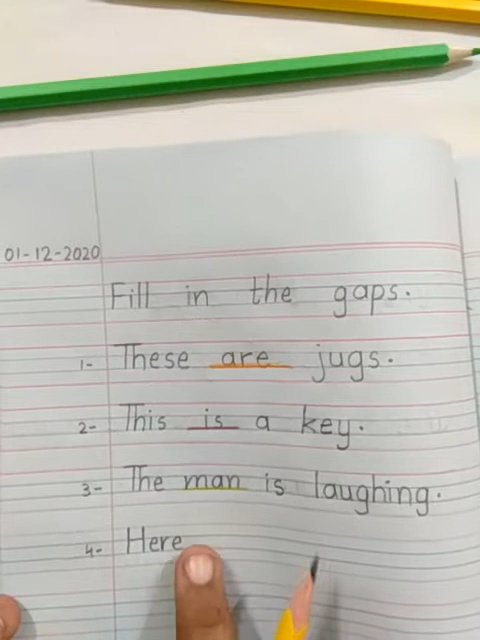 01-12-2020
Fill in the gaps.
1- These are jugs.
2- This is a key.
3- The man is laughing.
4- Here